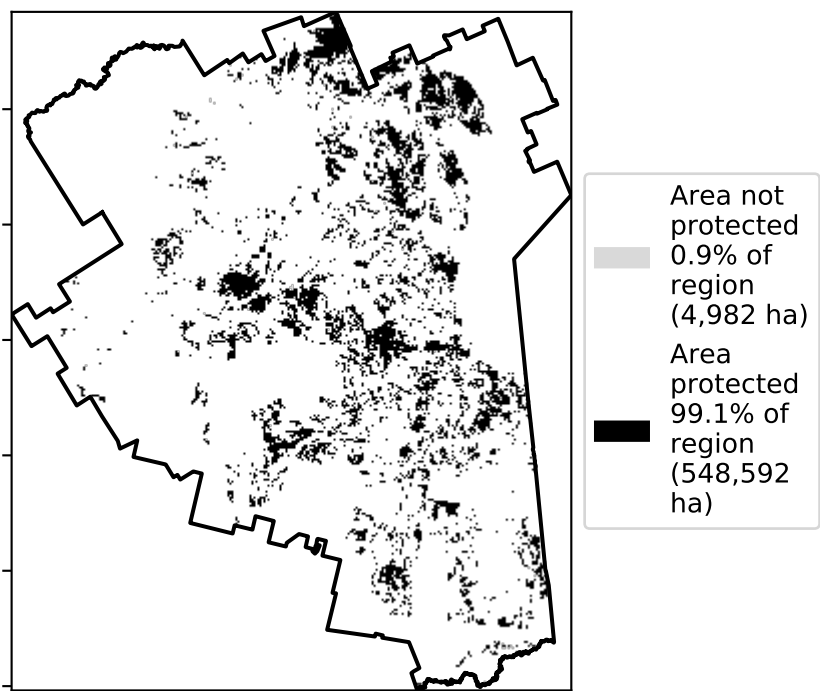 Area not
protected
0.9% of
region
(4,982 ha)
Area
protected
99.1% of
region
(548,592
ha)